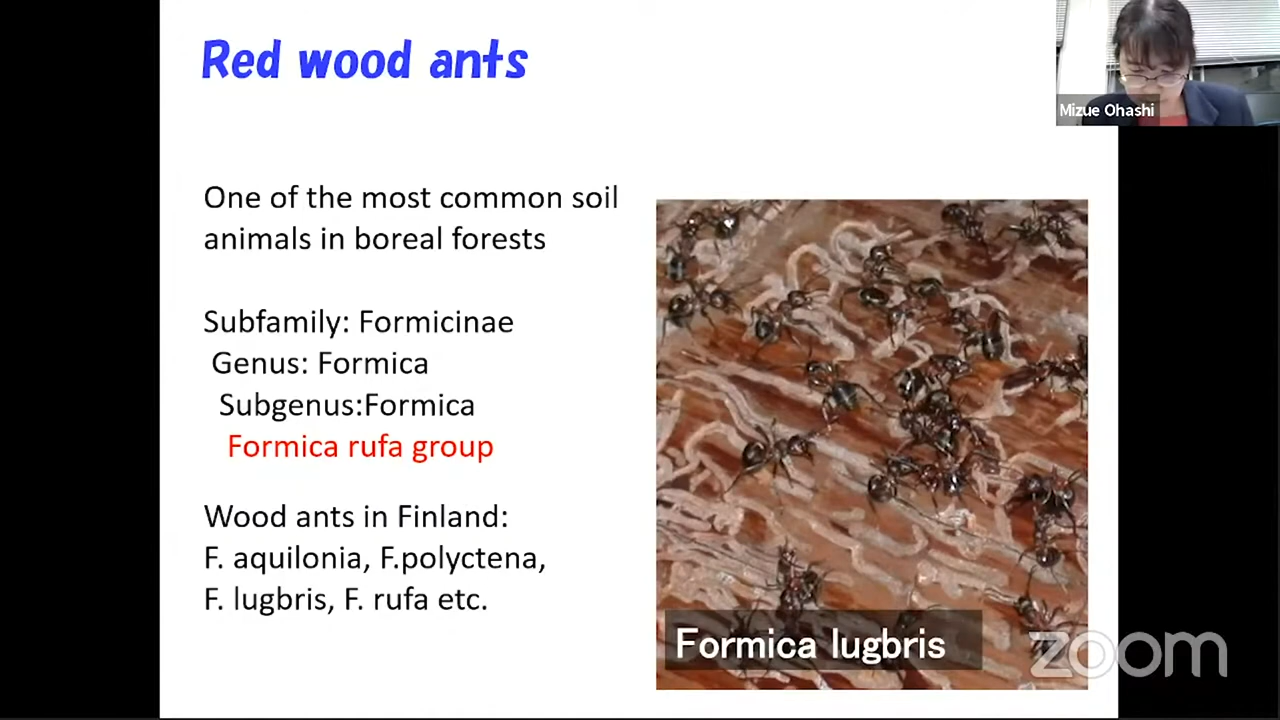 Red wood ants
Mizue Ohashi
One of the most common soil
animals in boreal forests
Subfamily: Formicinae
Genus: Formica
Subgenus:Formica
Formica rufa group
Wood ants in Finland:
F. aquilonia, F.polyctena,
F. lugbris, F. rufa etc.
Formica lugbris
zoom